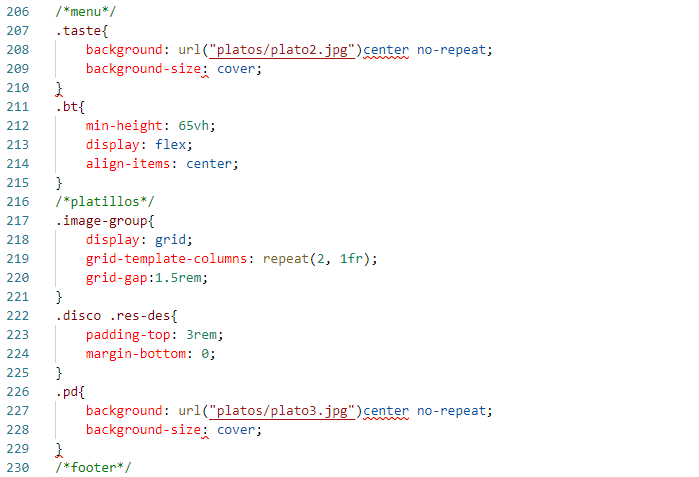 206 /*menu*/
207 .taste{
208 background: url("platos/plato2.jpg")center no-repeat;
209 background-size: cover;
210 }
211 .bt{
212 min-height: 65vh;
213 display: flex;
214 align-items: center;
215 }
216 /*platillos*/
217 .image-group{
218 display: grid;
219 grid-template-columns: repeat(2, 1fr);
220 grid-gap:1.5rem;
221 }
222 .disco .res-des{
223 padding-top: 3rem;
224 margin-bottom: 0;
225 }
226 .pd{
227 background: url("platos/plato3.jpg")center no-repeat;
228 background-size: cover;
229 }
230 /*footer*/